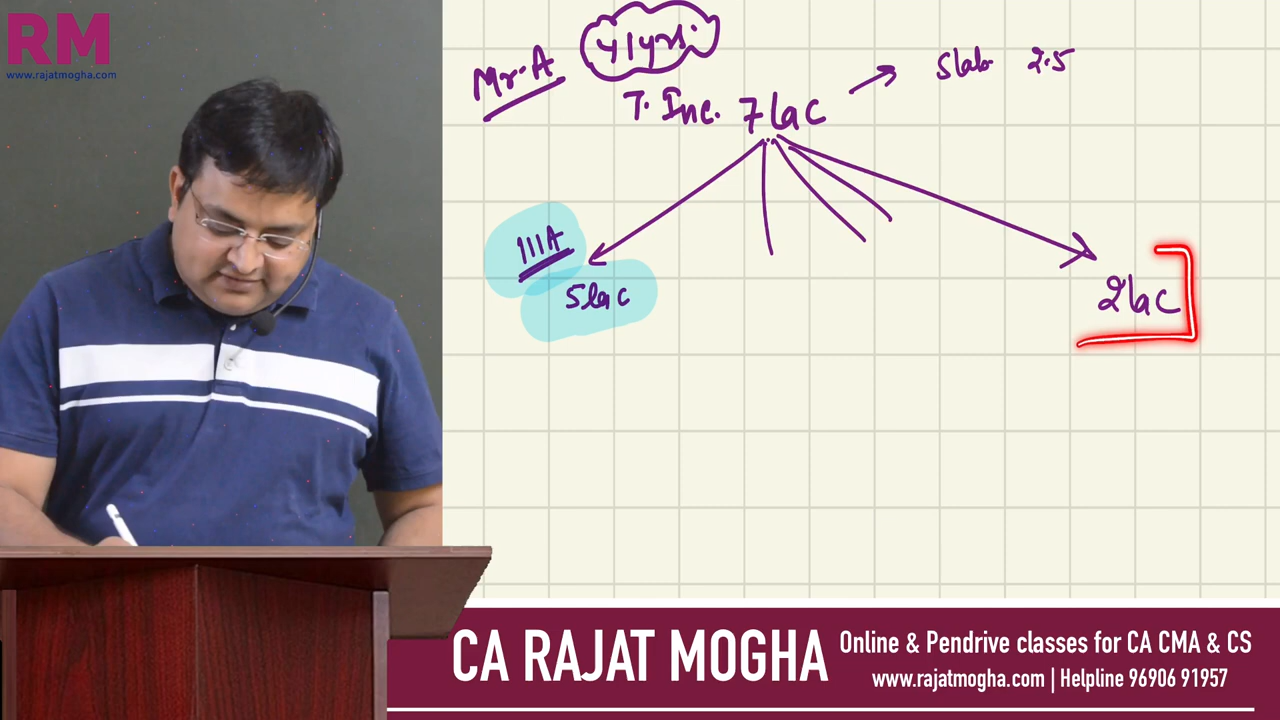 RM
www.rajatmogha.com
Mr. A
41yrs.
T. Inc. 7lac
Slab 2.5
111A
5lac
2lac
CA RAJAT MOGHA
Online & Pendrive classes for CA CMA & CS
www.rajatmogha.com | Helpline 96906 91957